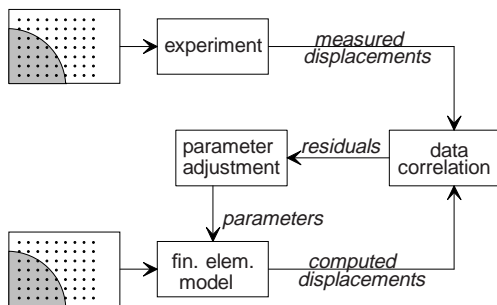 experiment
measured
displacements
parameter
adjustment
residuals
data
correlation
parameters
fin. elem.
model
computed
displacements